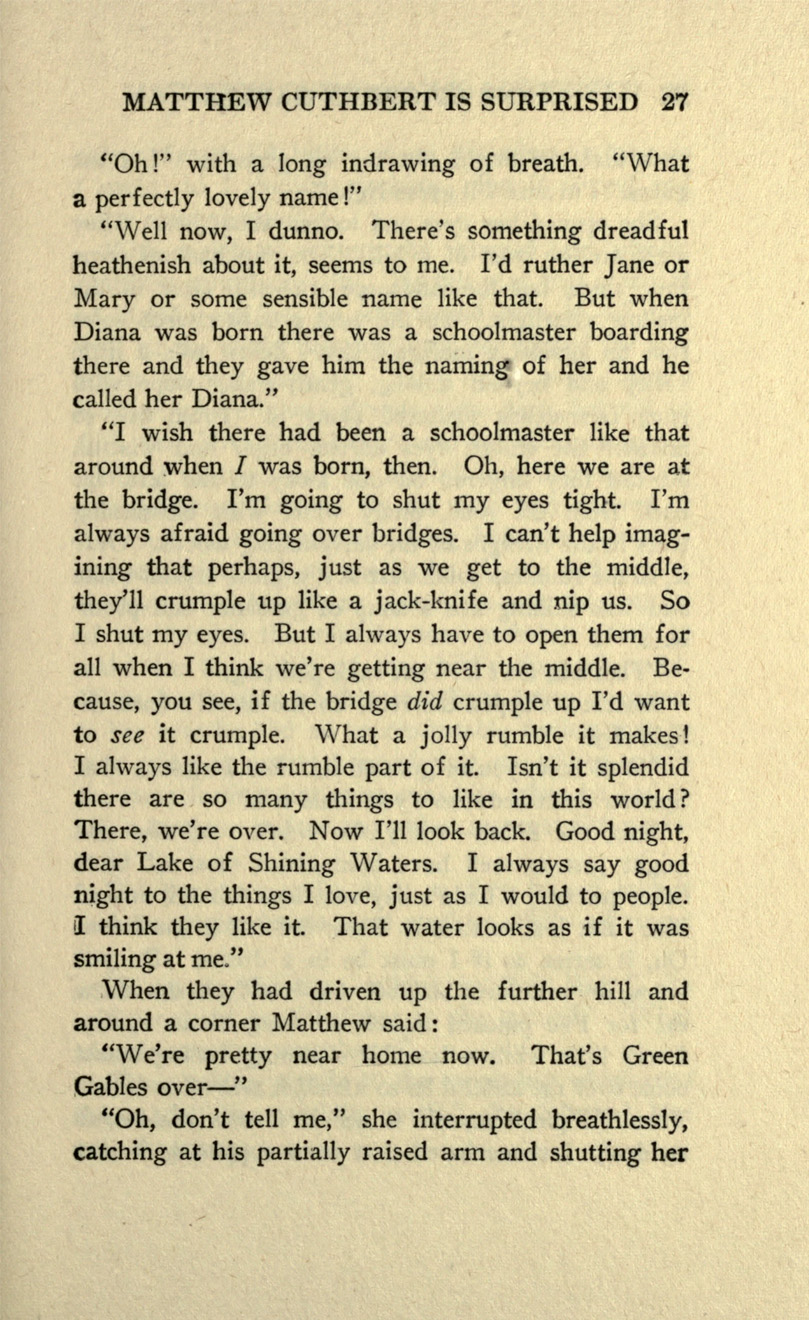 MATTHEW CUTHBERT IS SURPRISED 27
"Oh!" with a long indrawing of breath. "What
a perfectly lovely name!"
"Well now, I dunno. There's something dreadful
heathenish about it, seems to me. I'd ruther Jane or
Mary or some sensible name like that. But when
Diana was born there was a schoolmaster boarding
there and they gave him the naming of her and he
called her Diana."
"I wish there had been a schoolmaster like that
around when I was born, then. Oh, here we are at
the bridge. I'm going to shut my eyes tight. I'm
always afraid going over bridges. I can't help imag-
ining that perhaps, just as we get to the middle,
they'll crumple up like a jack-knife and nip us. So
I shut my eyes. But I always have to open them for
all when I think we're getting near the middle. Be-
cause, you see, if the bridge did crumple up I'd want
to see it crumple. What a jolly rumble it makes!
I always like the rumble part of it. Isn't it splendid
there are so many things to like in this world?
There, we're over. Now I'll look back. Good night,
dear Lake of Shining Waters. I always say good
night to the things I love, just as I would to people.
I think they like it. That water looks as if it was
smiling at me."
When they had driven up the further hill and
around a corner Matthew said:
"We're pretty near home now. That's Green
Gables over—"
"Oh, don't tell me," she interrupted breathlessly,
catching at his partially raised arm and shutting her